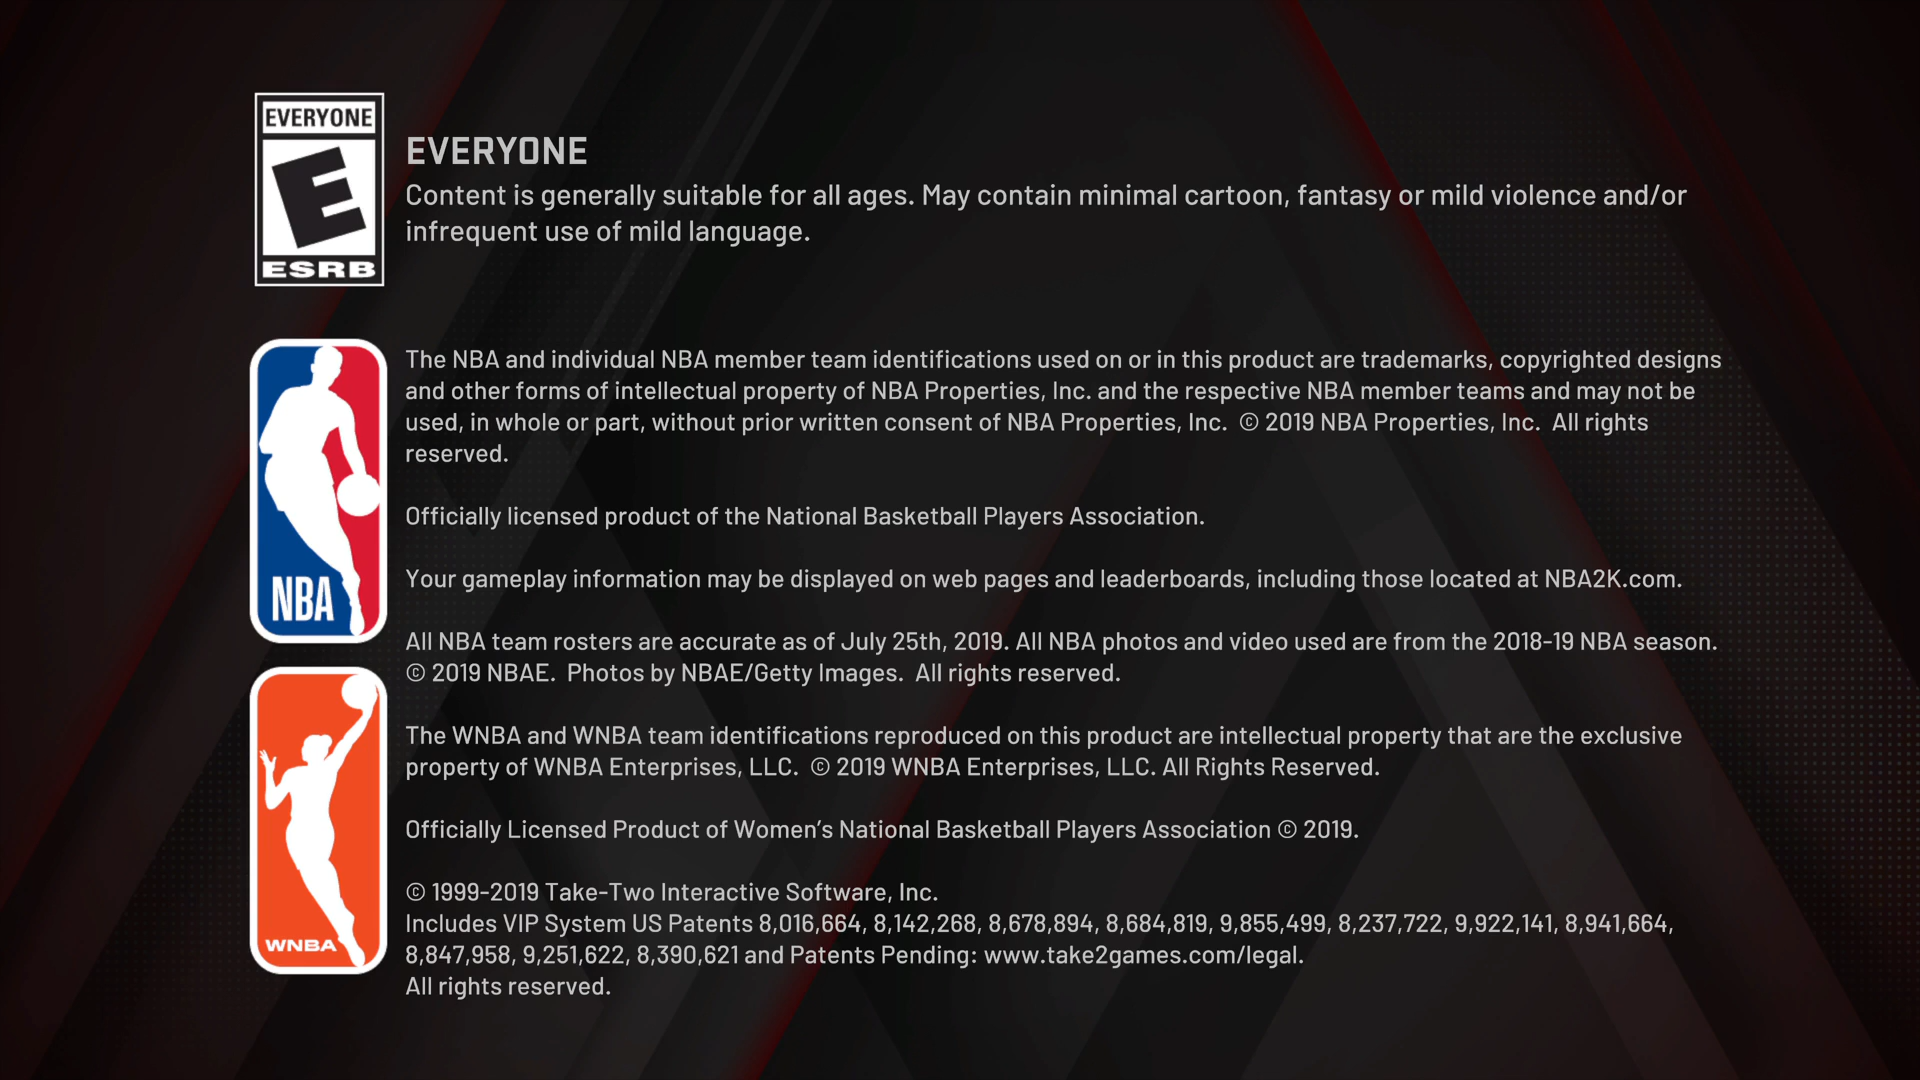 EVERYONE
E
ESRB
EVERYONE
Content is generally suitable for all ages. May contain minimal cartoon, fantasy or mild violence and/or
infrequent use of mild language.
NBA
The NBA and individual NBA member team identifications used on or in this product are trademarks, copyrighted designs
and other forms of intellectual property of NBA Properties, Inc. and the respective NBA member teams and may not be
used, in whole or part, without prior written consent of NBA Properties, Inc.  © 2019 NBA Properties, Inc.  All rights
reserved.
Officially licensed product of the National Basketball Players Association.
Your gameplay information may be displayed on web pages and leaderboards, including those located at NBA2K.com.
All NBA team rosters are accurate as of July 25th, 2019. All NBA photos and video used are from the 2018-19 NBA season.
© 2019 NBAE.  Photos by NBAE/Getty Images.  All rights reserved.
WNBA
The WNBA and WNBA team identifications reproduced on this product are intellectual property that are the exclusive
property of WNBA Enterprises, LLC.  © 2019 WNBA Enterprises, LLC. All Rights Reserved.
Officially Licensed Product of Women’s National Basketball Players Association © 2019.
© 1999-2019 Take-Two Interactive Software, Inc.
Includes VIP System US Patents 8,016,664, 8,142,268, 8,678,894, 8,684,819, 9,855,499, 8,237,722, 9,922,141, 8,941,664,
8,847,958, 9,251,622, 8,390,621 and Patents Pending: www.take2games.com/legal.
All rights reserved.